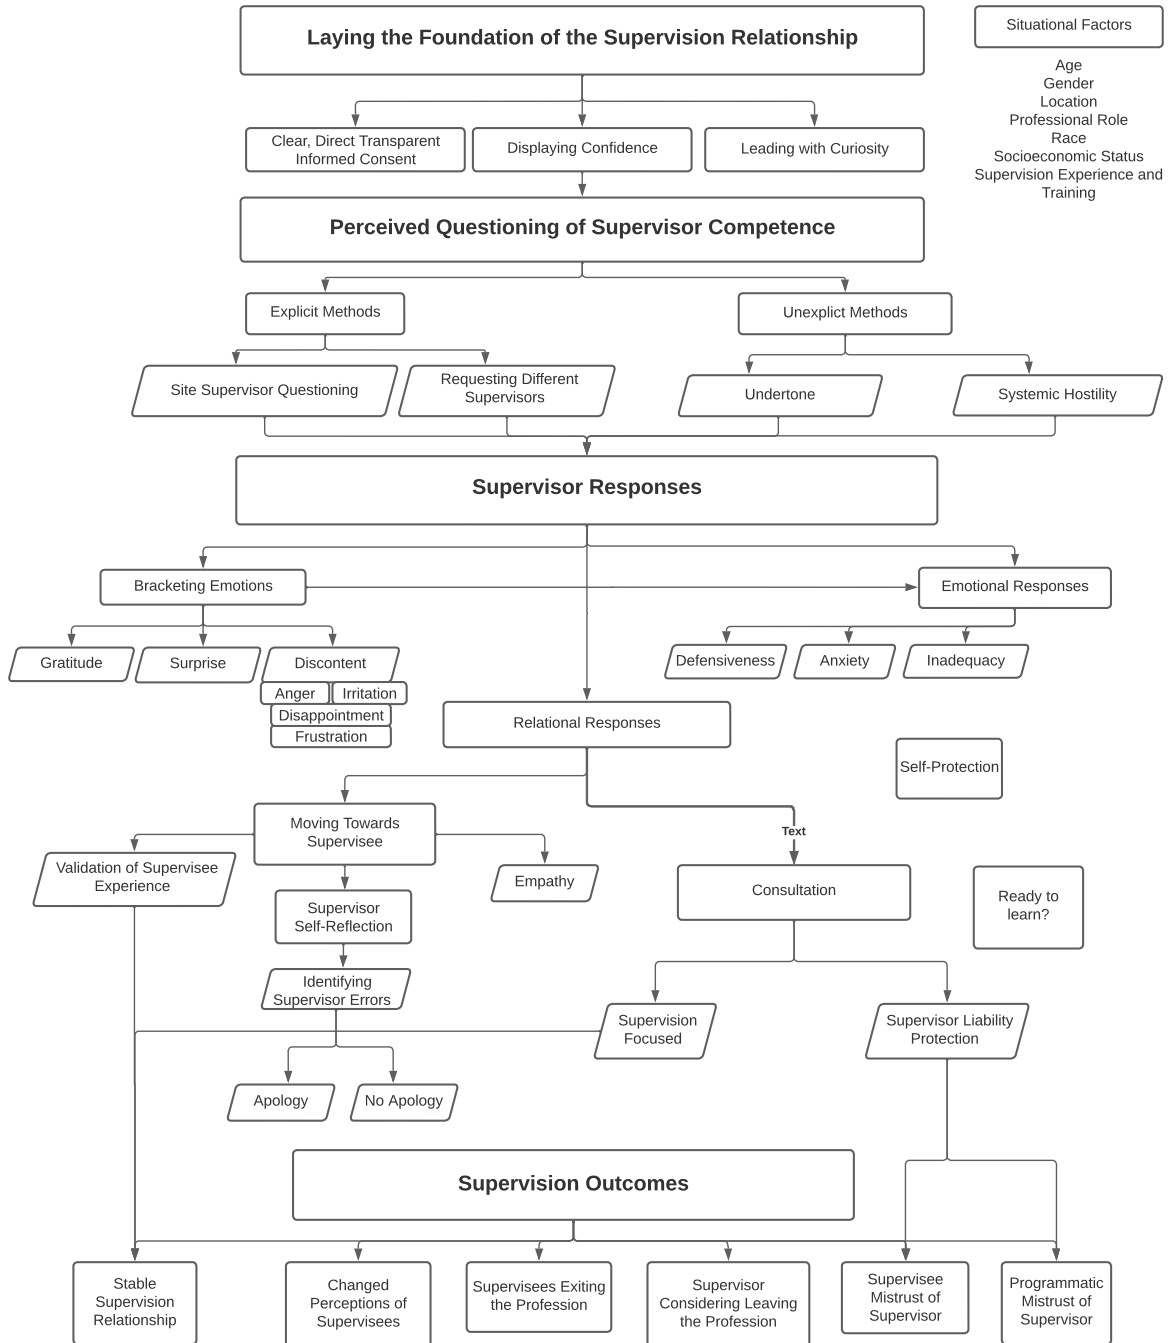 Laying the Foundation of the Supervision Relationship
Situational Factors
Age
Gender
Location
Professional Role
Race
Socioeconomic Status
Supervision Experience and
Training
Clear, Direct Transparent
Informed Consent
Displaying Confidence
Leading with Curiosity
Perceived Questioning of Supervisor Competence
Explicit Methods
Unexplict Methods
Site Supervisor Questioning
Requesting Different
Supervisors
Undertone
Systemic Hostility
Supervisor Responses
Bracketing Emotions
Emotional Responses
Gratitude
Surprise
Discontent
Anger
Irritation
Disappointment
Frustration
Defensiveness
Anxiety
Inadequacy
Relational Responses
Self-Protection
Moving Towards
Supervisee
Text
Validation of Supervisee
Experience
Empathy
Consultation
Ready to
learn?
Supervisor
Self-Reflection
Identifying
Supervisor Errors
Supervision
Focused
Supervisor Liability
Protection
Apology
No Apology
Supervision Outcomes
Stable
Supervision
Relationship
Changed
Perceptions of
Supervisees
Supervisees Exiting
the Profession
Supervisor
Considering Leaving
the Profession
Supervisee
Mistrust of
Supervisor
Programmatic
Mistrust of
Supervisor